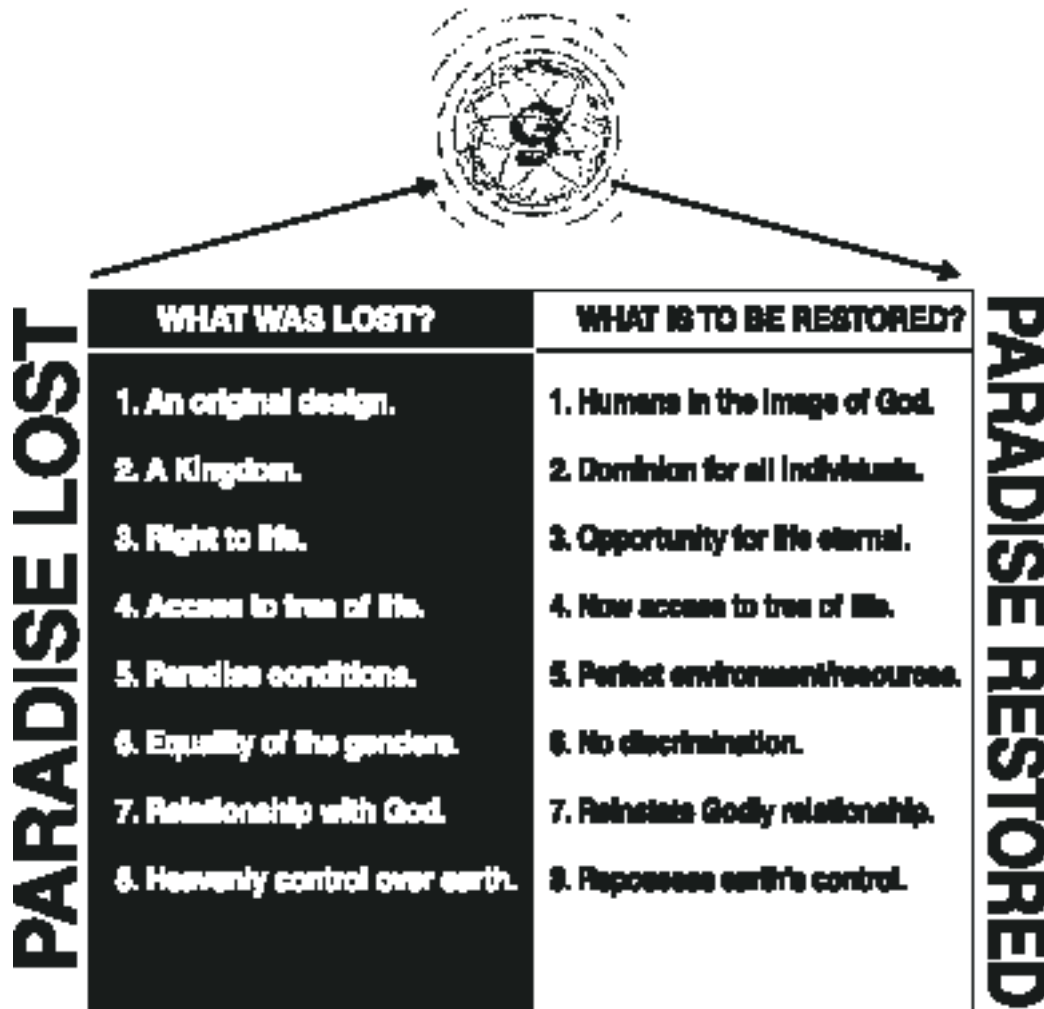 PARADISE LOST
WHAT WAS LOST?
1. An original design.
2. A Kingdom.
3. Right to life.
4. Access to tree of life.
5. Paradise conditions.
6. Equality of the genders.
7. Relationship with God.
8. Heavenly control over earth.
WHAT IS TO BE RESTORED?
1. Humans in the image of God.
2. Dominion for all individuals.
3. Opportunity for life eternal.
4. Now access to tree of life.
5. Perfect environment/resources.
6. No discrimination.
7. Reinstate Godly relationship.
8. Repossess earth's control.
PARADISE RESTORED